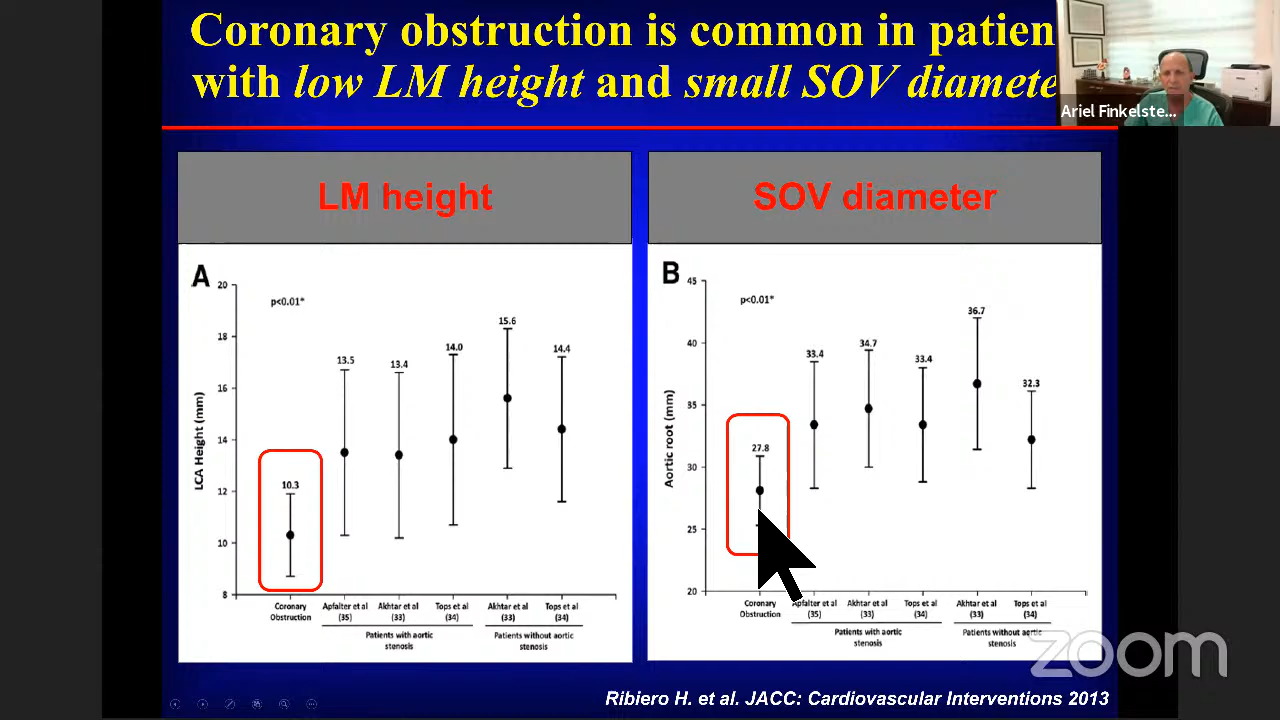 Coronary obstruction is common in patien
with low LM height and small SOV diamete
Ariel Finkelste...
LM height
SOV diameter
A
p<0.01*
LCA Height (mm)
20
18
16
14
12
10
8
10.3
13.5
13.4
14.0
15.6
14.4
Coronary Obstruction
Apfalter et al (35)
Akhtar et al (33)
Tops et al (34)
Akhtar et al (33)
Tops et al (34)
Patients with aortic stenosis
Patients without aortic stenosis
B
p<0.01*
Aortic root (mm)
45
40
35
30
25
20
27.8
33.4
34.7
33.4
36.7
32.3
Coronary Obstruction
Apfalter et al (35)
Akhtar et al (33)
Tops et al (34)
Akhtar et al (33)
Tops et al (34)
Patients with aortic stenosis
Patients without aortic stenosis
zoom
Ribiero H. et al. JACC: Cardiovascular Interventions 2013